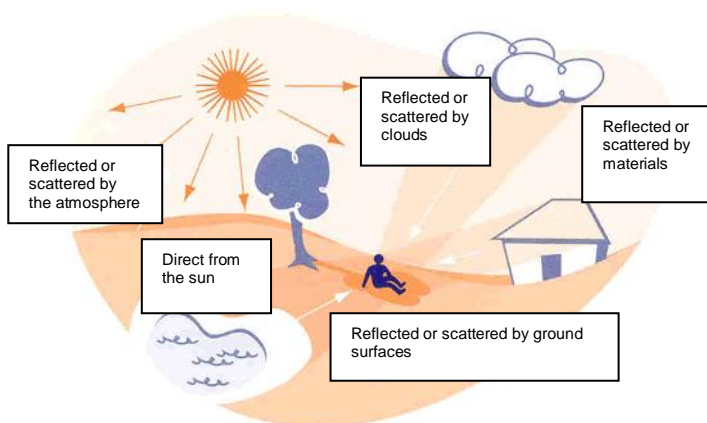 Reflected or
scattered by
clouds
Reflected or
scattered by
materials
Reflected or
scattered by
the atmosphere
Direct from
the sun
Reflected or scattered by ground
surfaces